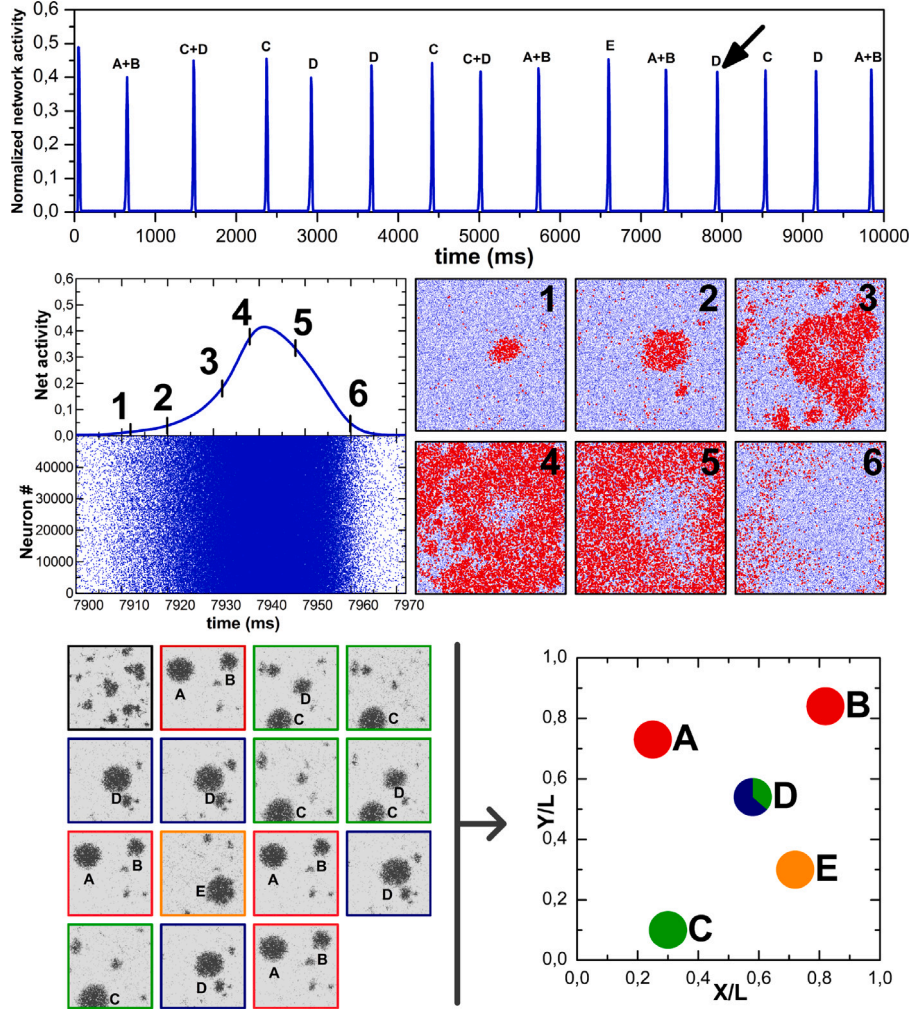 0,6
0,5
0,4
0,3
0,2
0,1
0,0
Normalized network activity
A+B
C+D
C
D
D
C
C+D
A+B
E
A+B
D
C
D
A+B
0 1000 2000 3000 4000 5000 6000 7000 8000 9000 10000
time (ms)
0,6
0,5
0,4
0,3
0,2
0,1
0,0
Net activity
1 2 3 4 5 6
40000
30000
20000
10000
0
Neuron #
7900 7910 7920 7930 7940 7950 7960 7970
time (ms)
1 2 3
4 5 6
A B D C C
D D C D C
A B E A B D
C D A B
1,0
0,8
0,6
0,4
0,2
0,0
Y/L
A
B
D
E
C
0,0 0,2 0,4 0,6 0,8 1,0
X/L